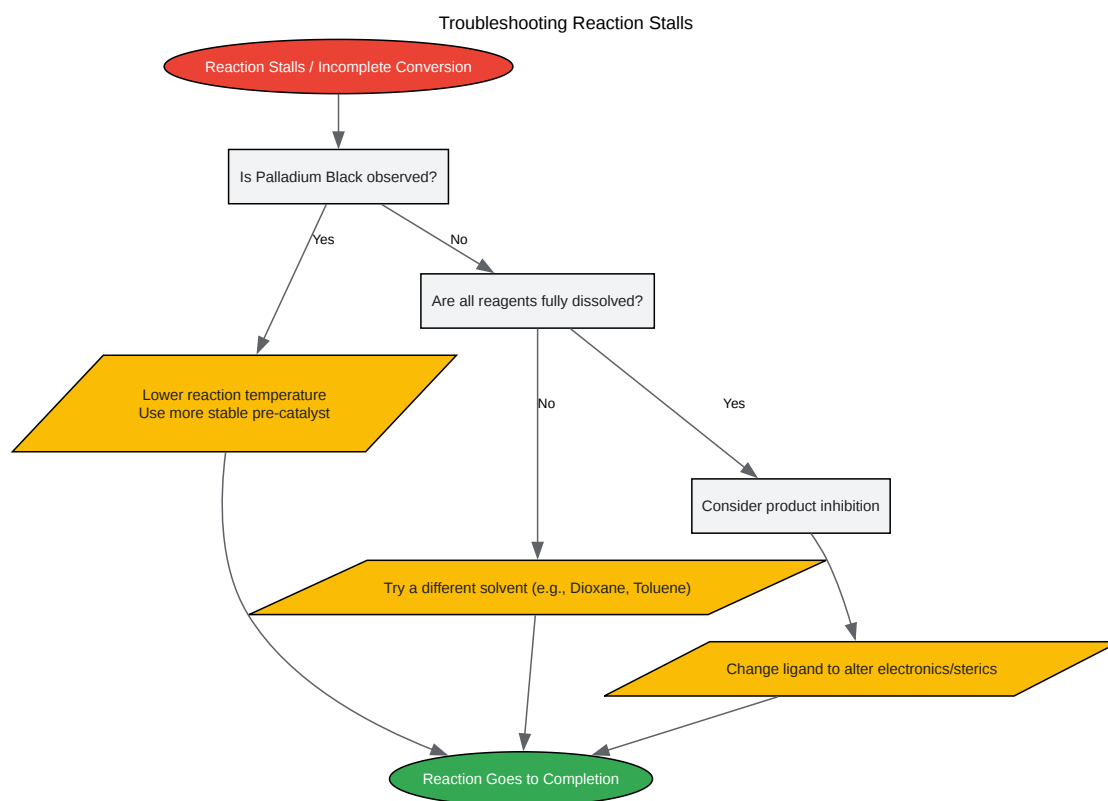 Troubleshooting Reaction Stalls
Reaction Stalls / Incomplete Conversion
Is Palladium Black observed?
Yes
No
Are all reagents fully dissolved?
Lower reaction temperature
Use more stable pre-catalyst
No
Yes
Consider product inhibition
Try a different solvent (e.g., Dioxane, Toluene)
Change ligand to alter electronics/sterics
Reaction Goes to Completion